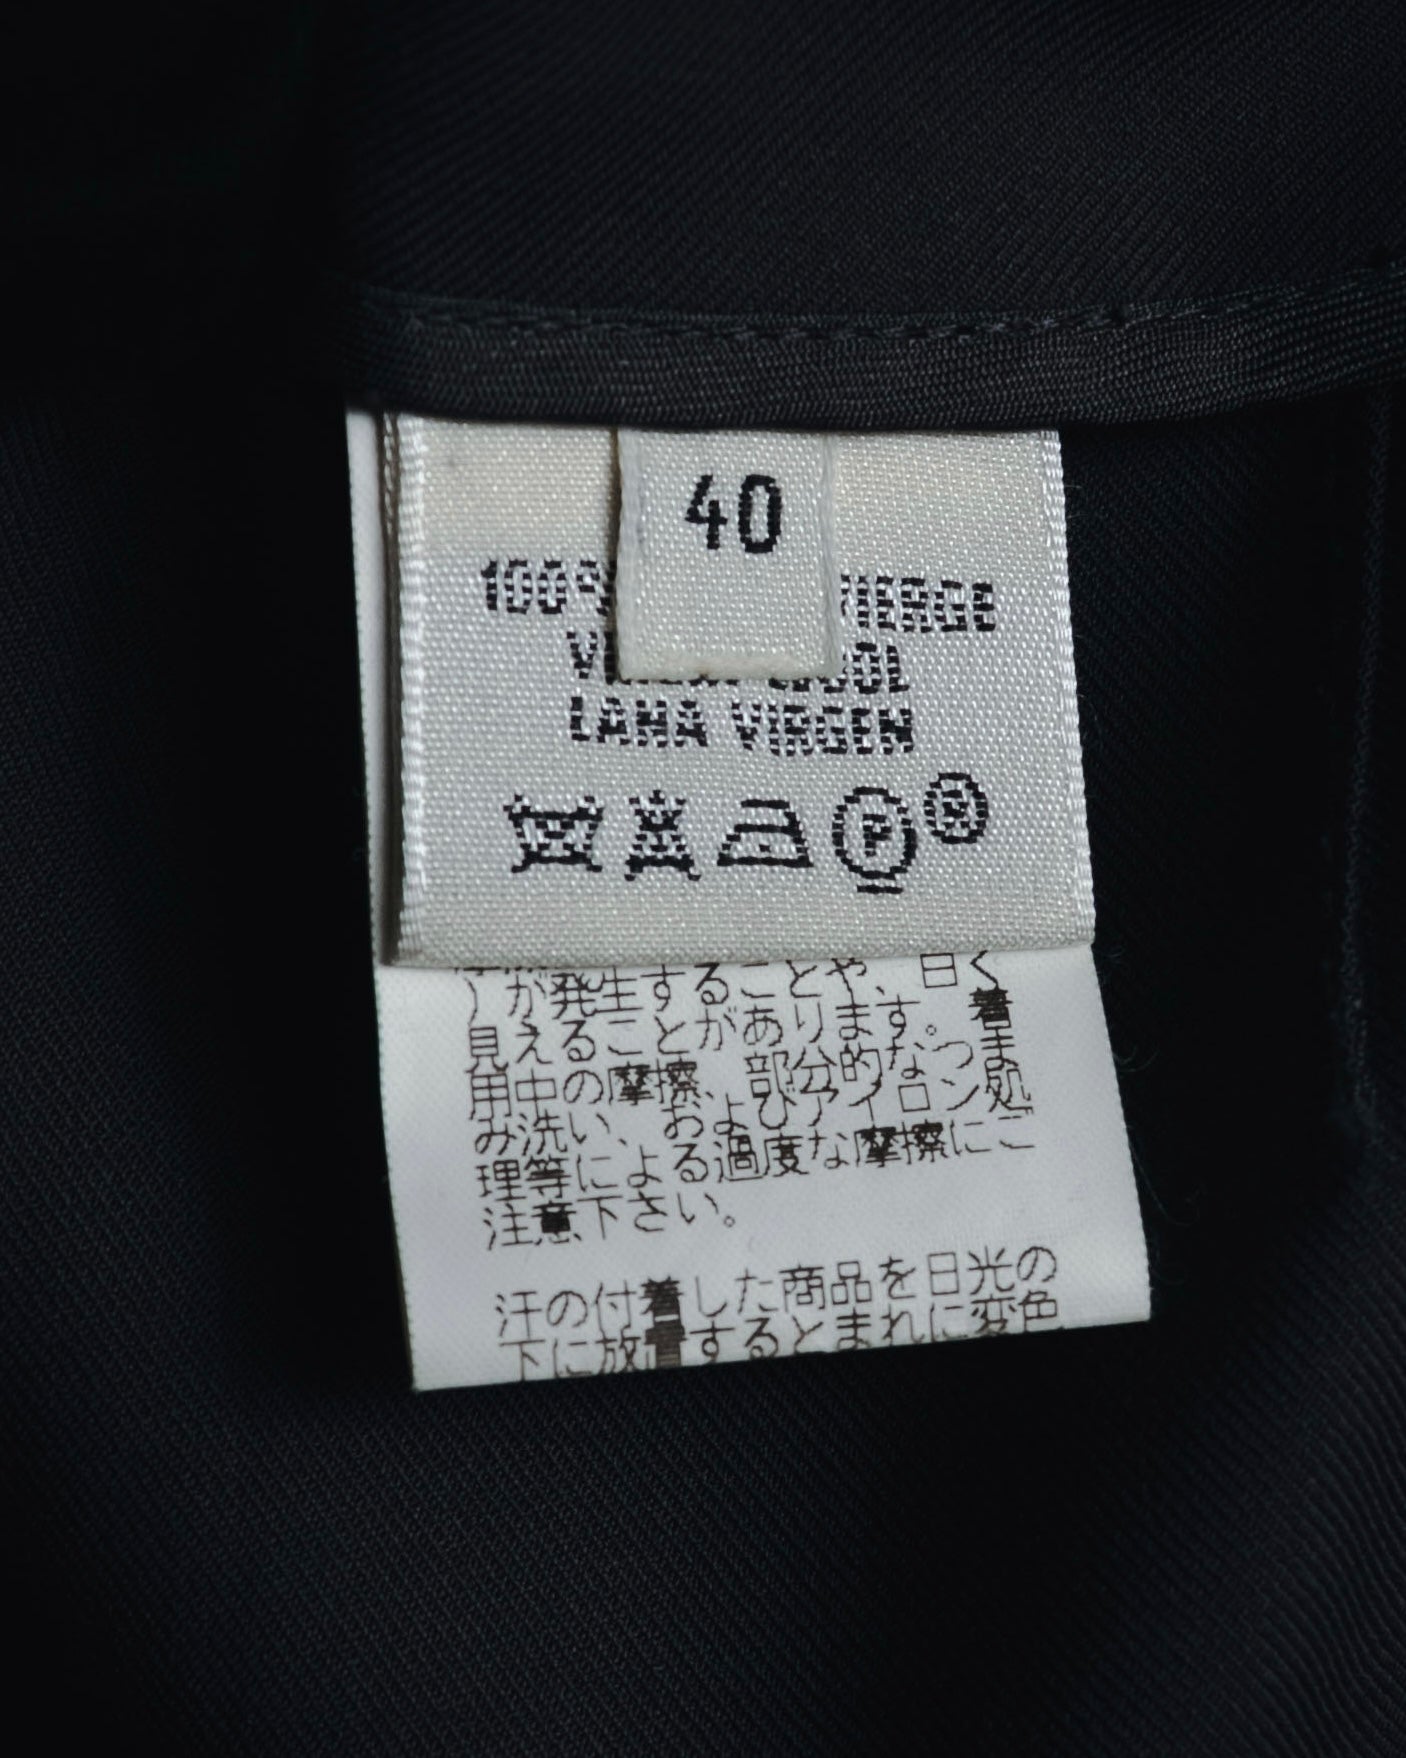 40
100% VIERGE
WOOL
LANA VIRGEN
P
が発生することや、白く
見えることがあります。着
用中の摩擦、部分的なつま
み洗い、およびアイロン処
理等による過度な摩擦にご
注意下さい。
汗の付着した商品を日光の
下に放置するとまれに変色